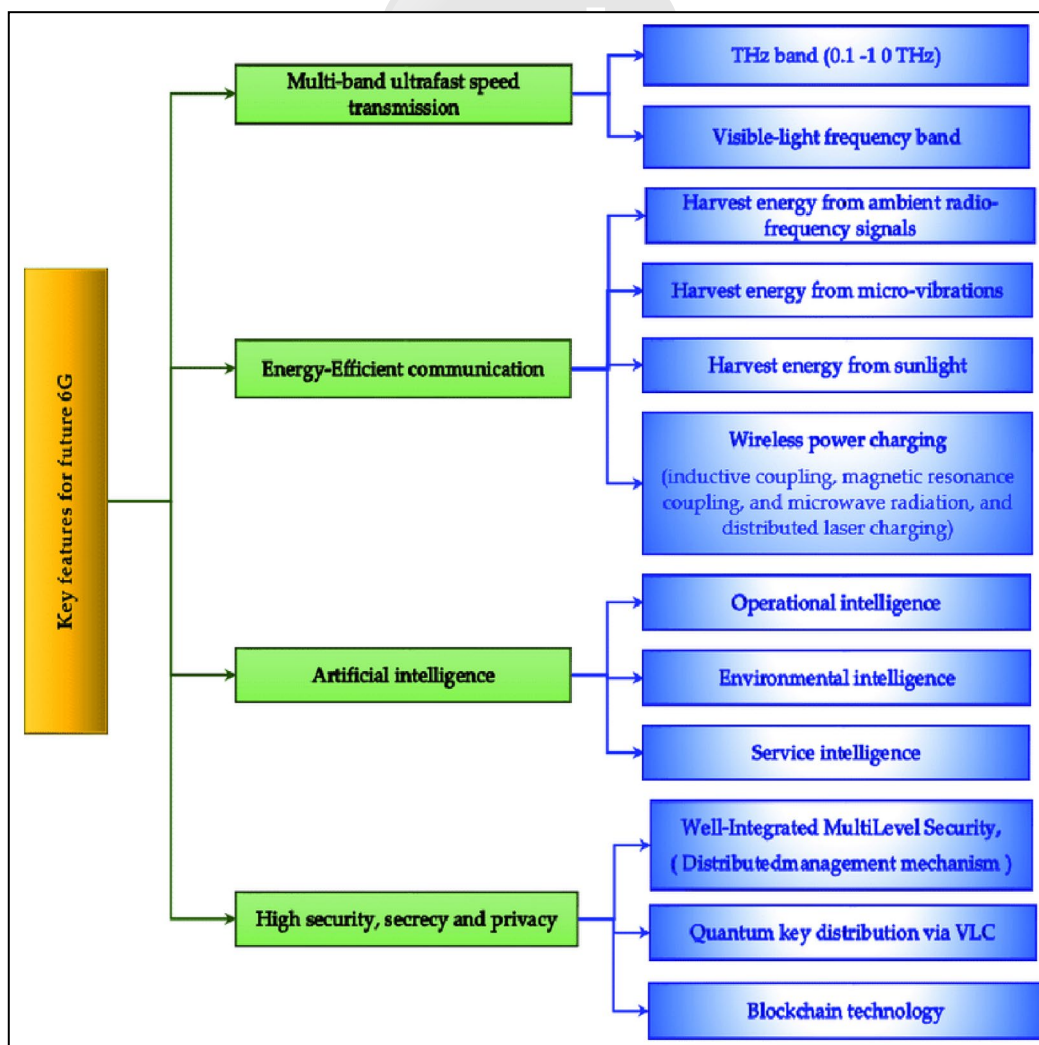 Key features for future 6G
Multi-band ultrafast speed
transmission
THz band (0.1 -1 0 THz)
Visible-light frequency band
Energy-Efficient communication
Harvest energy from ambient radio-
frequency signals
Harvest energy from micro-vibrations
Harvest energy from sunlight
Wireless power charging
(inductive coupling, magnetic resonance
coupling, and microwave radiation, and
distributed laser charging)
Artificial intelligence
Operational intelligence
Environmental intelligence
Service intelligence
High security, secrecy and privacy
Well-Integrated MultiLevel Security,
( Distributedmanagement mechanism )
Quantum key distribution via VLC
Blockchain technology